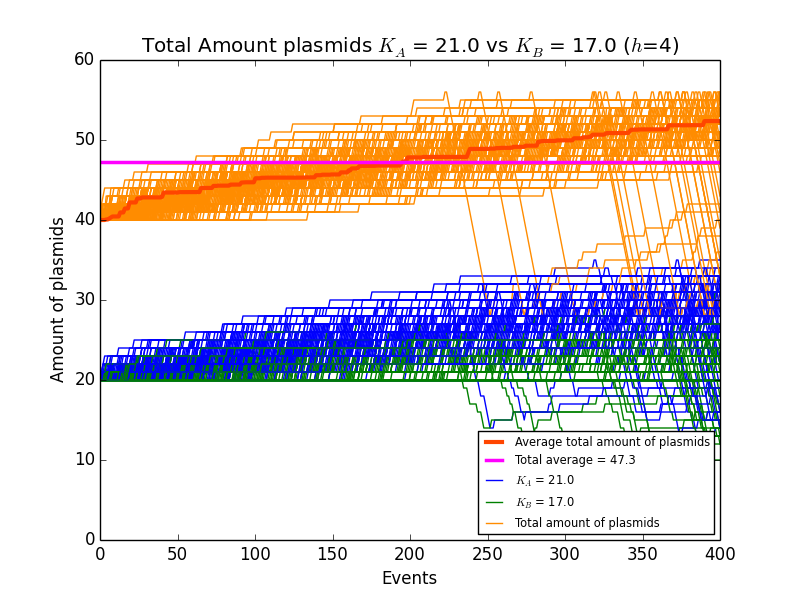 Total Amount plasmids K_A = 21.0 vs K_B = 17.0 (h=4)
60
50
40
30
20
10
0
Amount of plasmids
0 50 100 150 200 250 300 350 400
Events
Average total amount of plasmids
Total average = 47.3
K_A = 21.0
K_B = 17.0
Total amount of plasmids